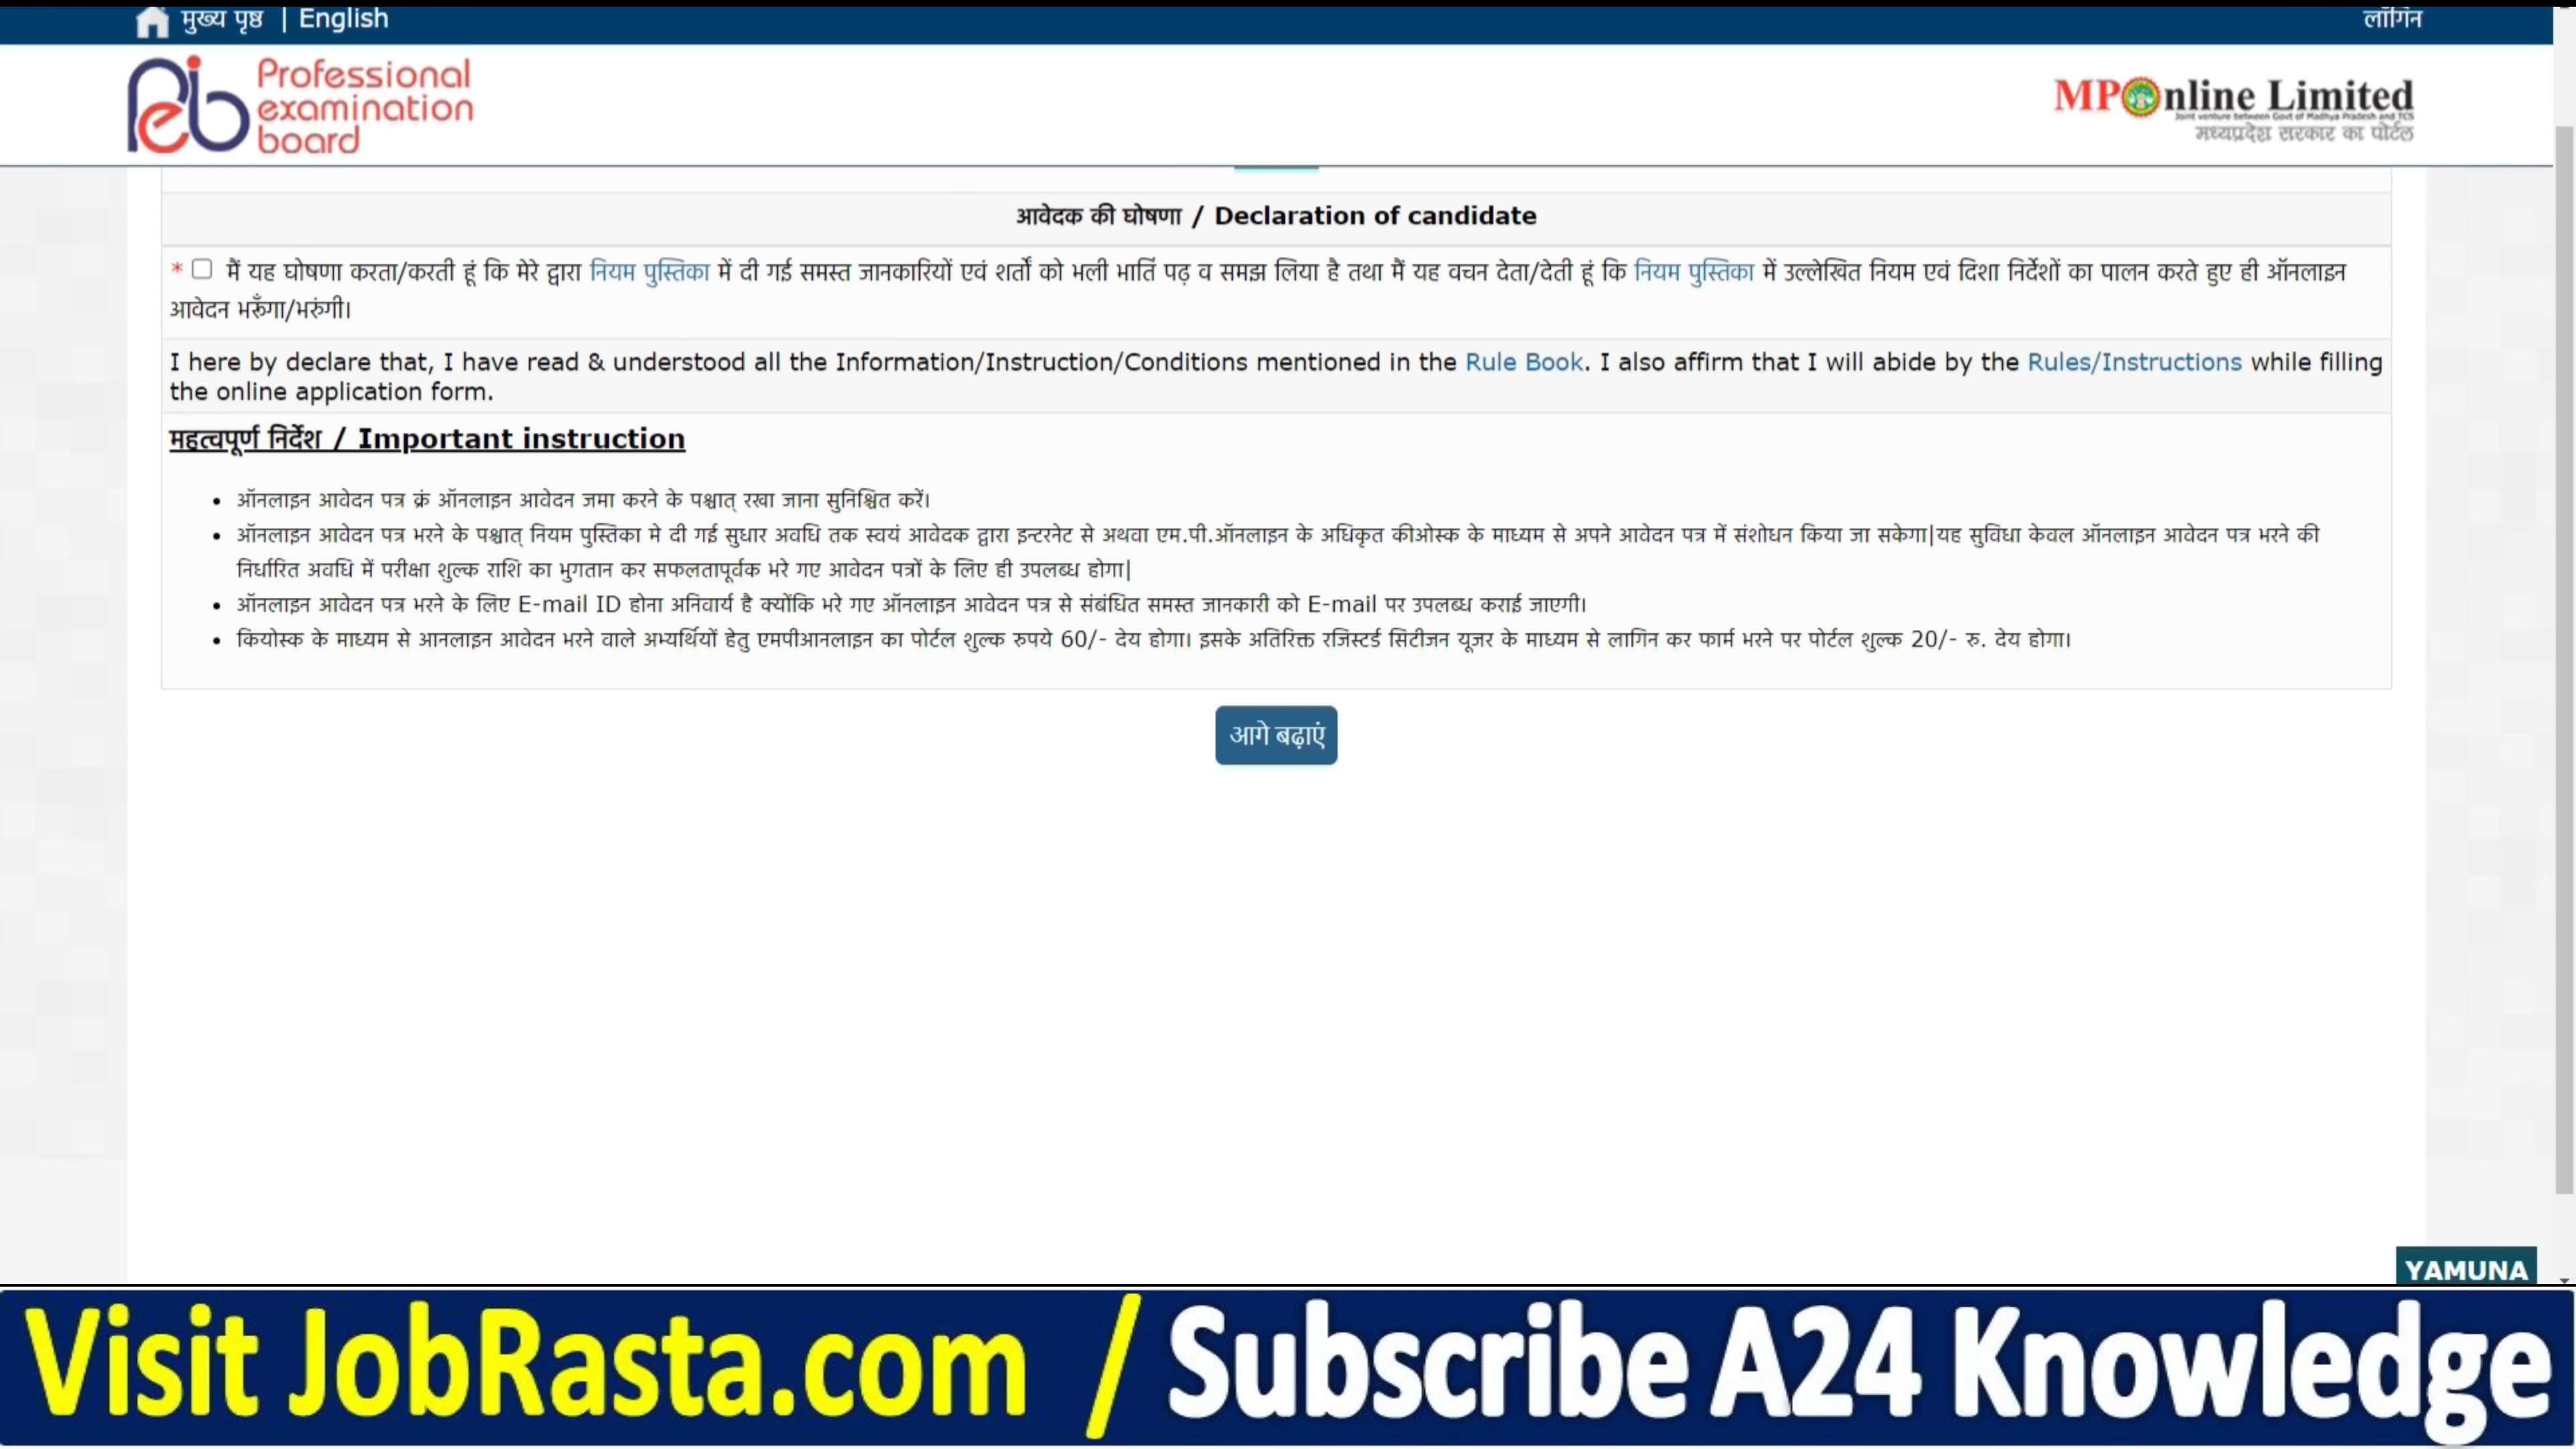 मुख्य पृष्ठ | English
लॉगिन
Professional
examination
board
MPOnline Limited
Joint venture between Govt of Madhya Pradesh and TCS
मध्यप्रदेश सरकार का पोर्टल
आवेदक की घोषणा / Declaration of candidate
* मैं यह घोषणा करता/करती हूं कि मेरे द्वारा नियम पुस्तिका में दी गई समस्त जानकारियों एवं शर्तों को भली भातिं पढ़ व समझ लिया है तथा मैं यह वचन देता/देती हूं कि नियम पुस्तिका में उल्लेखित नियम एवं दिशा निर्देशों का पालन करते हुए ही ऑनलाइन
आवेदन भरूँगा/भरुंगी।
I here by declare that, I have read & understood all the Information/Instruction/Conditions mentioned in the Rule Book. I also affirm that I will abide by the Rules/Instructions while filling
the online application form.
महत्वपूर्ण निर्देश / Important instruction
• ऑनलाइन आवेदन पत्र क्रं ऑनलाइन आवेदन जमा करने के पश्चात् रखा जाना सुनिश्चित करें।
• ऑनलाइन आवेदन पत्र भरने के पश्चात् नियम पुस्तिका मे दी गई सुधार अवधि तक स्वयं आवेदक द्वारा इन्टरनेट से अथवा एम.पी.ऑनलाइन के अधिकृत कीओस्क के माध्यम से अपने आवेदन पत्र में संशोधन किया जा सकेगा|यह सुविधा केवल ऑनलाइन आवेदन पत्र भरने की
निर्धारित अवधि में परीक्षा शुल्क राशि का भुगतान कर सफलतापूर्वक भरे गए आवेदन पत्रों के लिए ही उपलब्ध होगा|
• ऑनलाइन आवेदन पत्र भरने के लिए E-mail ID होना अनिवार्य है क्योंकि भरे गए ऑनलाइन आवेदन पत्र से संबंधित समस्त जानकारी को E-mail पर उपलब्ध कराई जाएगी।
• कियोस्क के माध्यम से आनलाइन आवेदन भरने वाले अभ्यर्थियों हेतु एमपीआनलाइन का पोर्टल शुल्क रुपये 60/- देय होगा। इसके अतिरिक्त रजिस्टर्ड सिटीजन यूजर के माध्यम से लागिन कर फार्म भरने पर पोर्टल शुल्क 20/- रु. देय होगा।
आगे बढ़ाएं
YAMUNA
Visit JobRasta.com / Subscribe A24 Knowledge